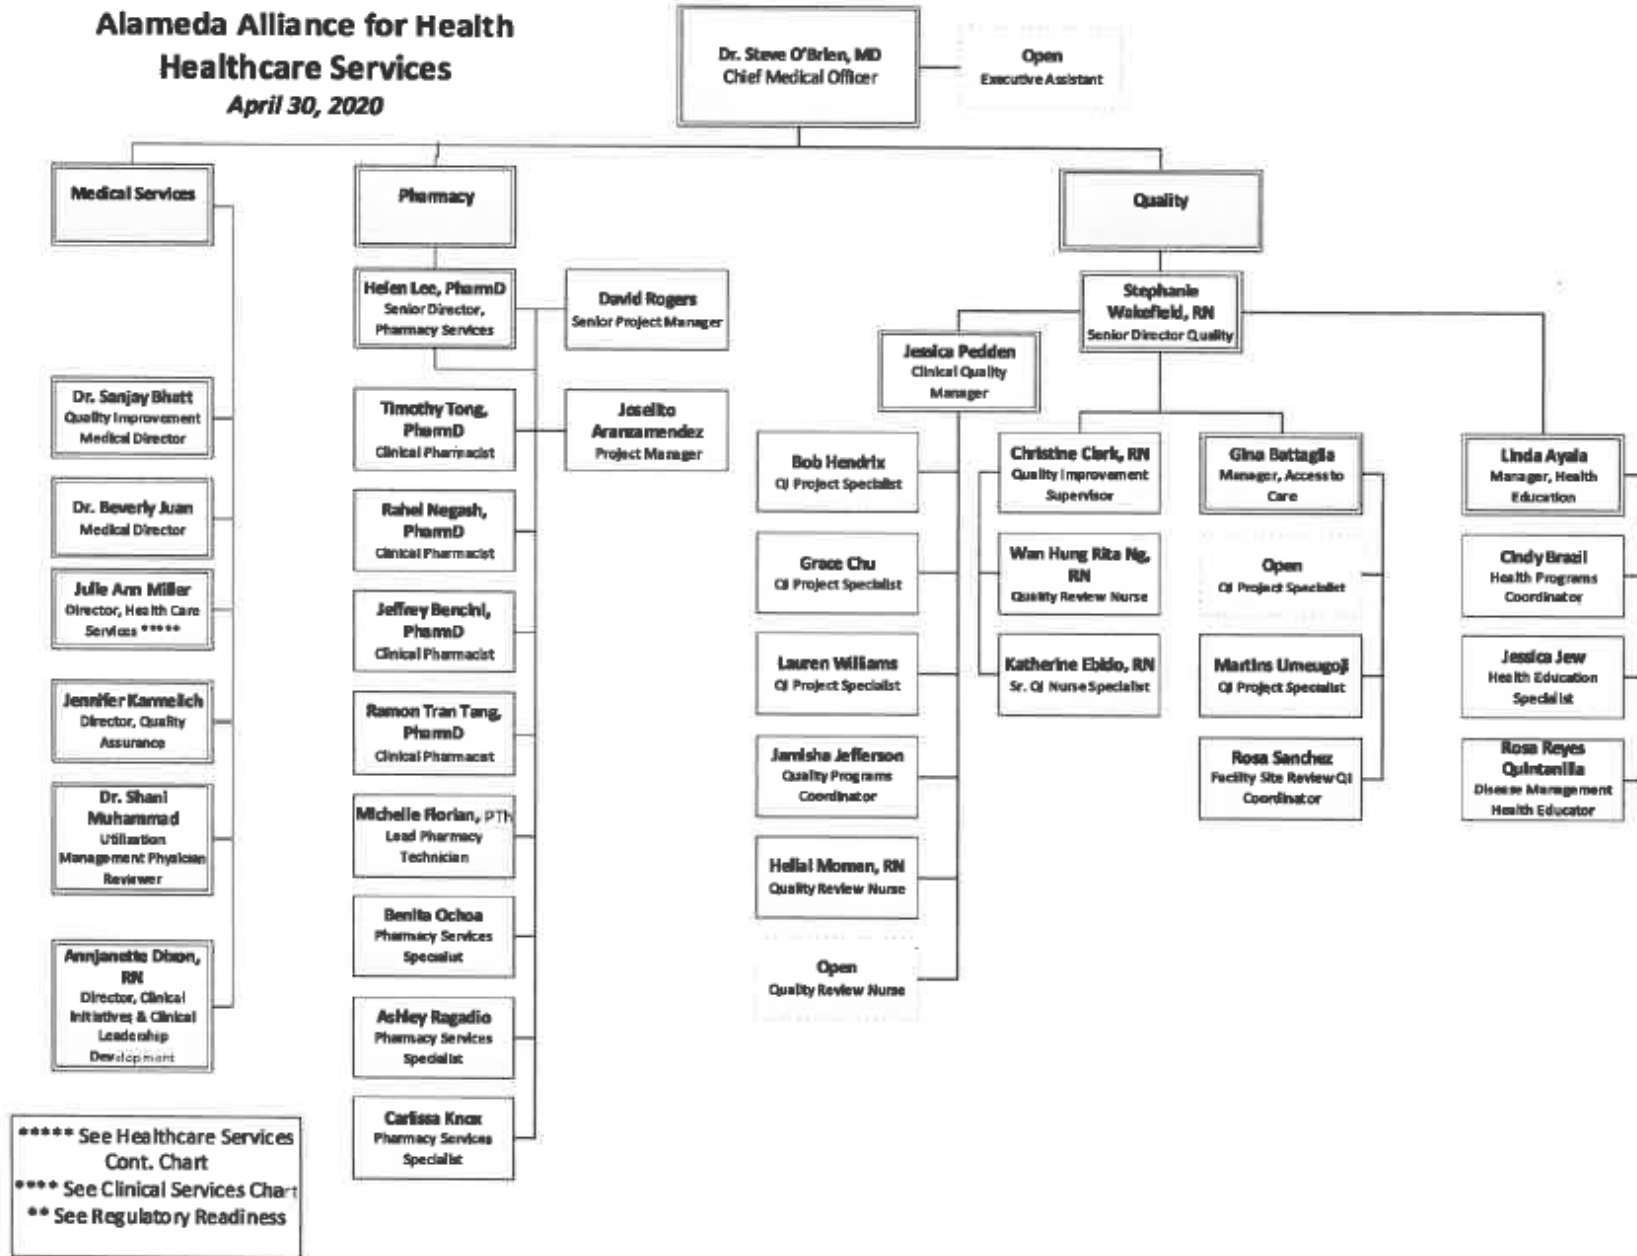 Alameda Alliance for Health
Healthcare Services
April 30, 2020
Dr. Steve O'Brien, MD
Chief Medical Officer
Open
Executive Assistant
Medical Services
Pharmacy
Quality
Dr. Sanjay Bhatt
Quality Improvement
Medical Director
Dr. Beverly Juan
Medical Director
Julie Ann Miller
Director, Health Care
Services *****
Jennifer Karmelich
Director, Quality
Assurance
Dr. Shani
Muhammad
Utilization
Management Physician
Reviewer
Annjanette Dixon,
RN
Director, Clinical
Initiatives & Clinical
Leadership
Development
Helen Lee, PharmD
Senior Director,
Pharmacy Services
David Rogers
Senior Project Manager
Timothy Tong,
PharmD
Clinical Pharmacist
Joselito
Aranzamendez
Project Manager
Rahel Negash,
PharmD
Clinical Pharmacist
Jeffrey Bencini,
PharmD
Clinical Pharmacist
Ramon Tran Tang,
PharmD
Clinical Pharmacist
Michelle Florian, PTh
Lead Pharmacy
Technician
Benita Ochoa
Pharmacy Services
Specialist
Ashley Ragadio
Pharmacy Services
Specialist
Carlissa Knox
Pharmacy Services
Specialist
Stephanie
Wakefield, RN
Senior Director Quality
Jessica Pedden
Clinical Quality
Manager
Bob Hendrix
QI Project Specialist
Grace Chu
QI Project Specialist
Lauren Williams
QI Project Specialist
Jamisha Jefferson
Quality Programs
Coordinator
Hellai Momen, RN
Quality Review Nurse
Open
Quality Review Nurse
Christine Clark, RN
Quality Improvement
Supervisor
Wan Hung Rita Ng,
RN
Quality Review Nurse
Katherine Ebido, RN
Sr. QI Nurse Specialist
Gina Battaglia
Manager, Access to
Care
Open
QI Project Specialist
Martins Umeugoji
QI Project Specialist
Rosa Sanchez
Facility Site Review QI
Coordinator
Linda Ayala
Manager, Health
Education
Cindy Brazil
Health Programs
Coordinator
Jessica Jew
Health Education
Specialist
Rosa Reyes
Quintanilla
Disease Management
Health Educator
***** See Healthcare Services
Cont. Chart
**** See Clinical Services Chart
** See Regulatory Readiness